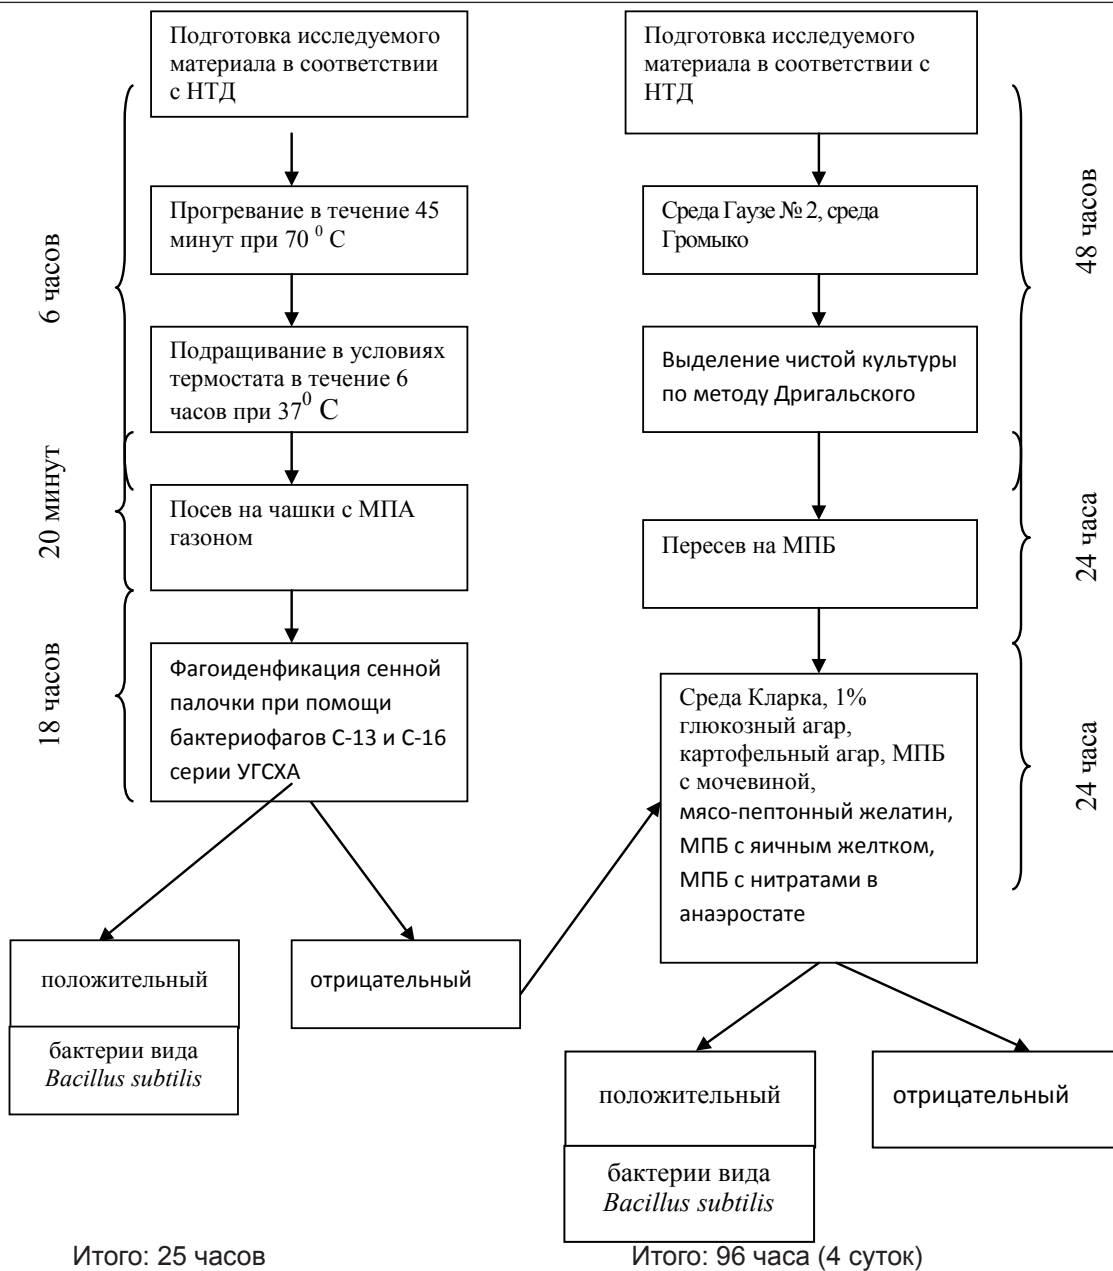 Подготовка исследуемого
материала в соответствии
с НТД
Прогревание в течение 45
минут при 70 ⁰ С
Подращивание в условиях
термостата в течение 6
часов при 37⁰ С
Посев на чашки с МПА
газоном
Фагоиденфикация сенной
палочки при помощи
бактериофагов С-13 и С-16
серии УГСХА
6 часов
20 минут
18 часов
положительный
бактерии вида
Bacillus subtilis
отрицательный
Итого: 25 часов
Подготовка исследуемого
материала в соответствии с
НТД
Среда Гаузе № 2, среда
Громыко
Выделение чистой культуры
по методу Дригальского
Пересев на МПБ
Среда Кларка, 1%
глюкозный агар,
картофельный агар, МПБ
с мочевиной,
мясо-пептонный желатин,
МПБ с яичным желтком,
МПБ с нитратами в
анаэростате
48 часов
24 часа
24 часа
положительный
бактерии вида
Bacillus subtilis
отрицательный
Итого: 96 часа (4 суток)